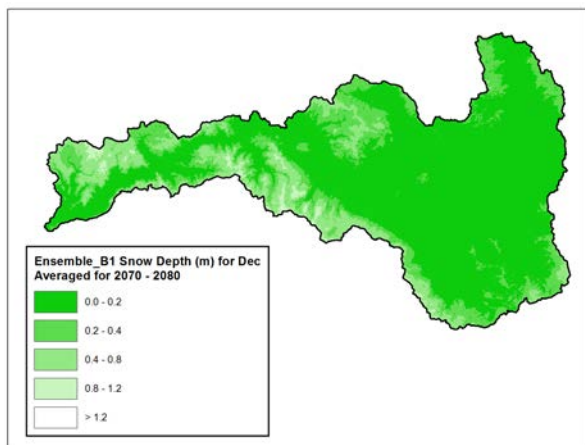 Ensemble_B1 Snow Depth (m) for Dec
Averaged for 2070 - 2080
0.0 - 0.2
0.2 - 0.4
0.4 - 0.8
0.8 - 1.2
> 1.2